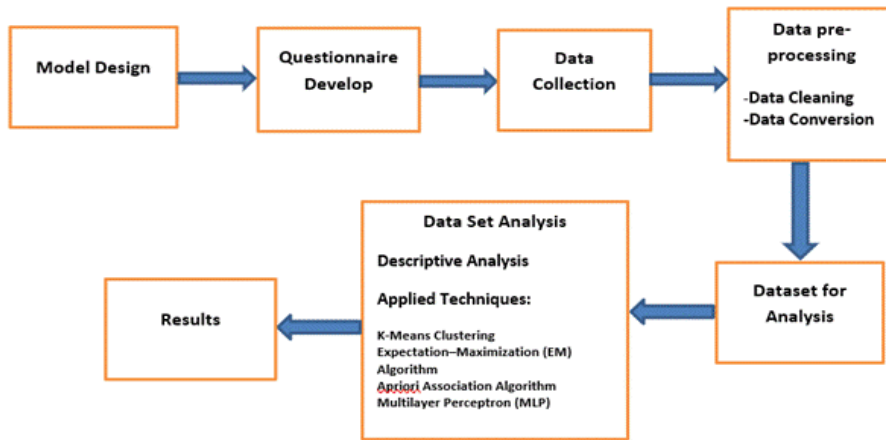 Model Design
Questionnaire
Develop
Data
Collection
Data pre-
processing
-Data Cleaning
-Data Conversion
Dataset for
Analysis
Data Set Analysis
Descriptive Analysis
Applied Techniques:
K-Means Clustering
Expectation–Maximization (EM)
Algorithm
Apriori Association Algorithm
Multilayer Perceptron (MLP)
Results